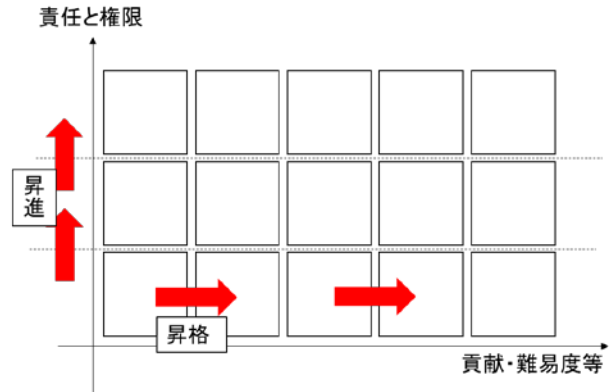 責任と権限
昇
進
昇格
貢献・難易度等